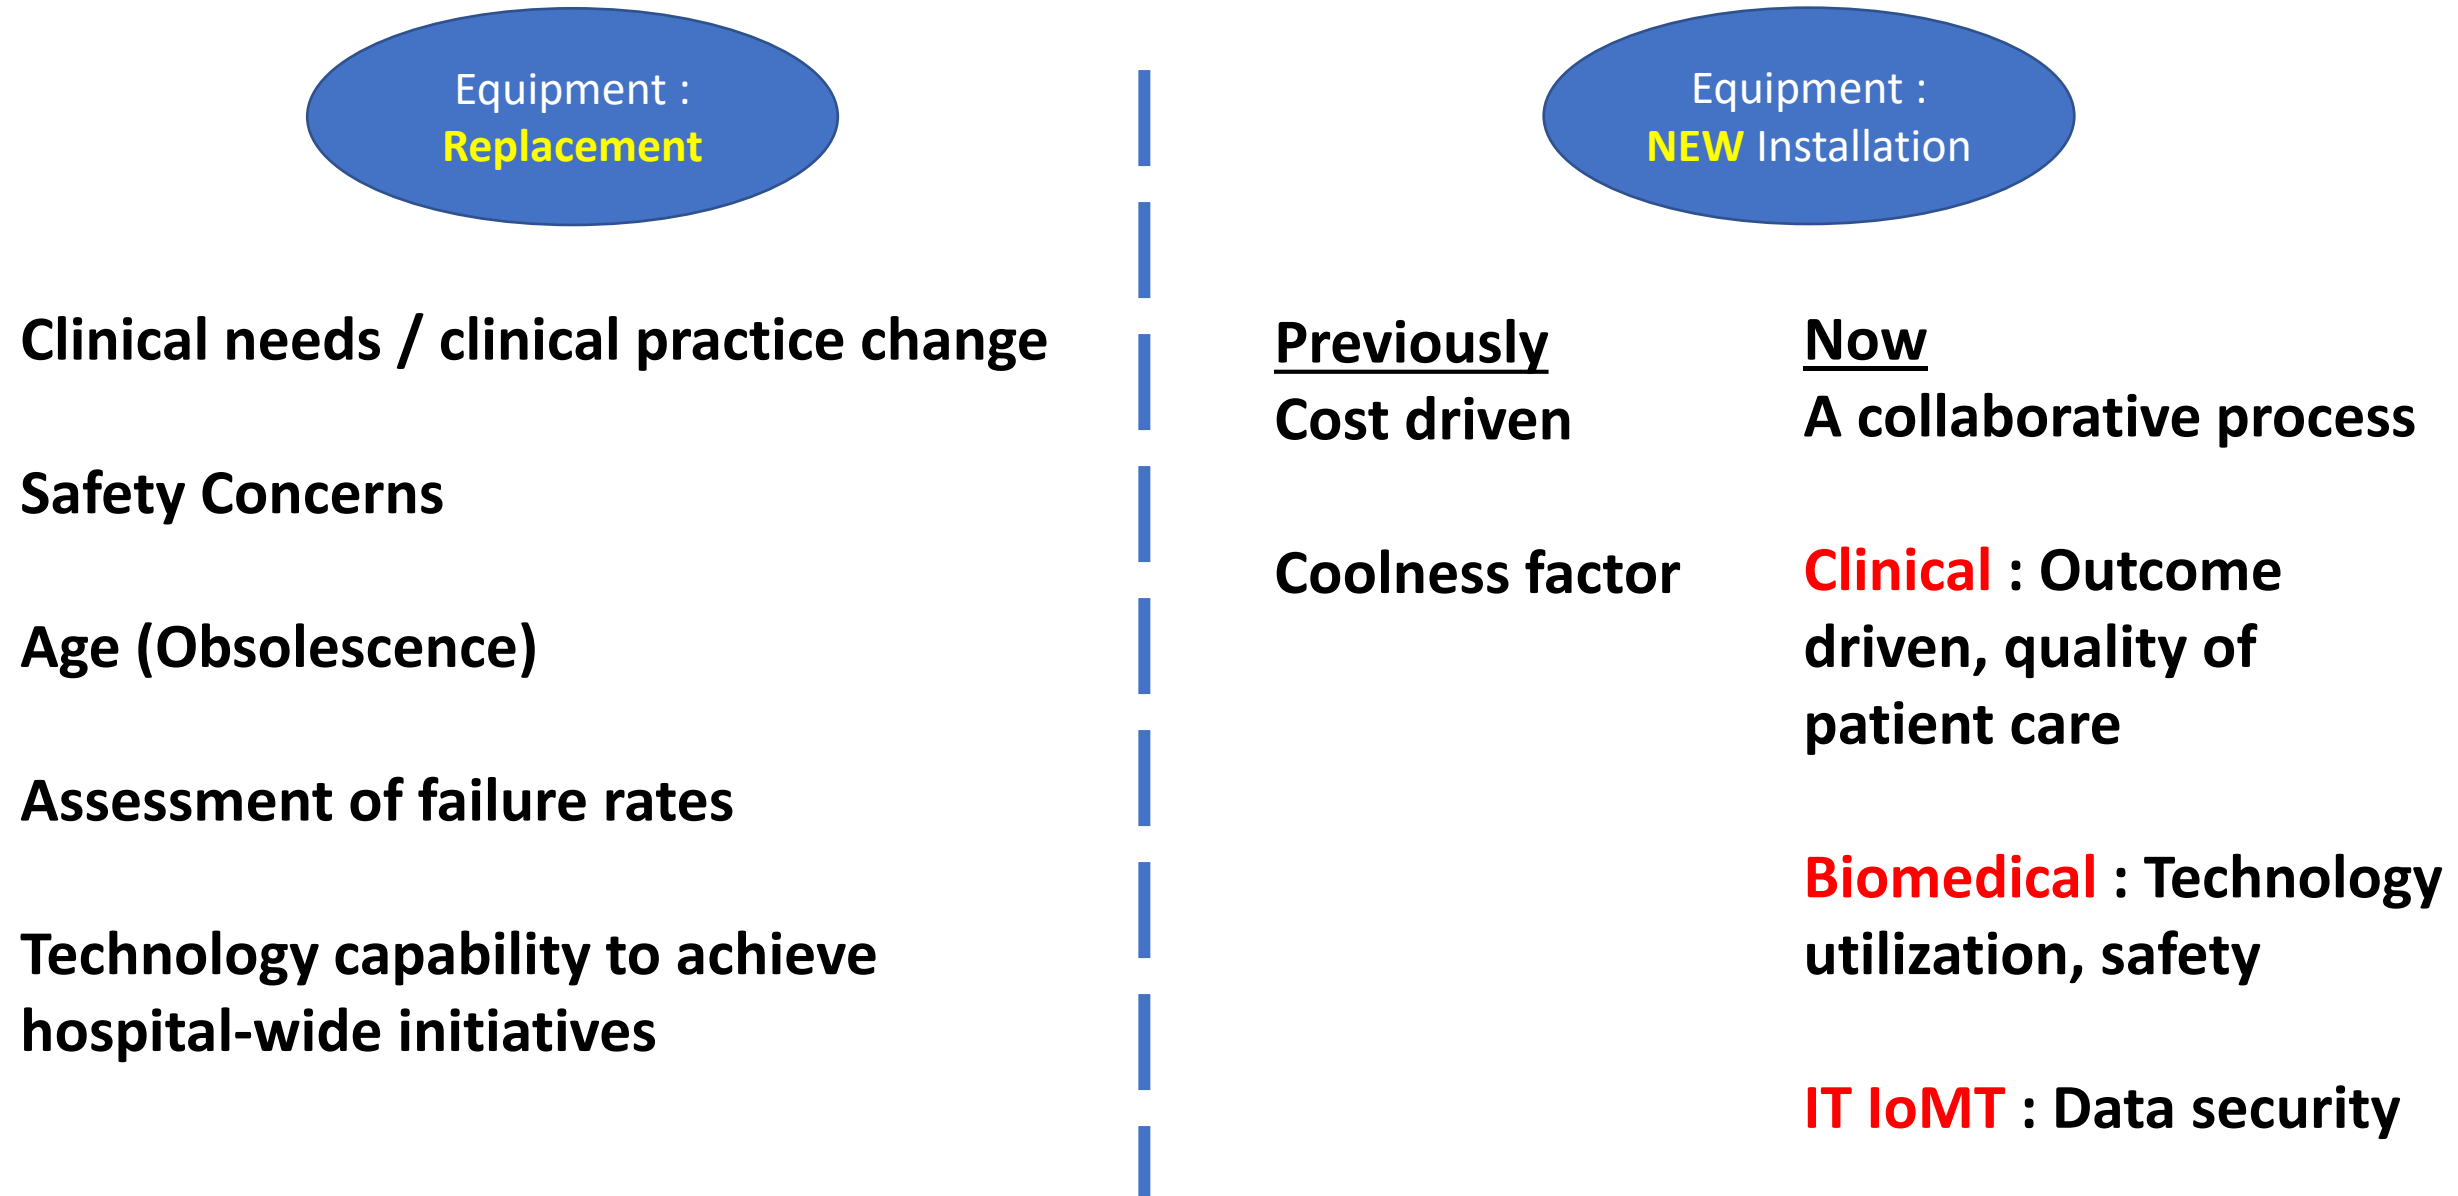 Equipment :
Replacement
Clinical needs / clinical practice change
Safety Concerns
Age (Obsolescence)
Assessment of failure rates
Technology capability to achieve
hospital-wide initiatives
Equipment :
NEW Installation
Previously
Cost driven
Coolness factor
Now
A collaborative process
Clinical : Outcome
driven, quality of
patient care
Biomedical : Technology
utilization, safety
IT IoMT : Data security